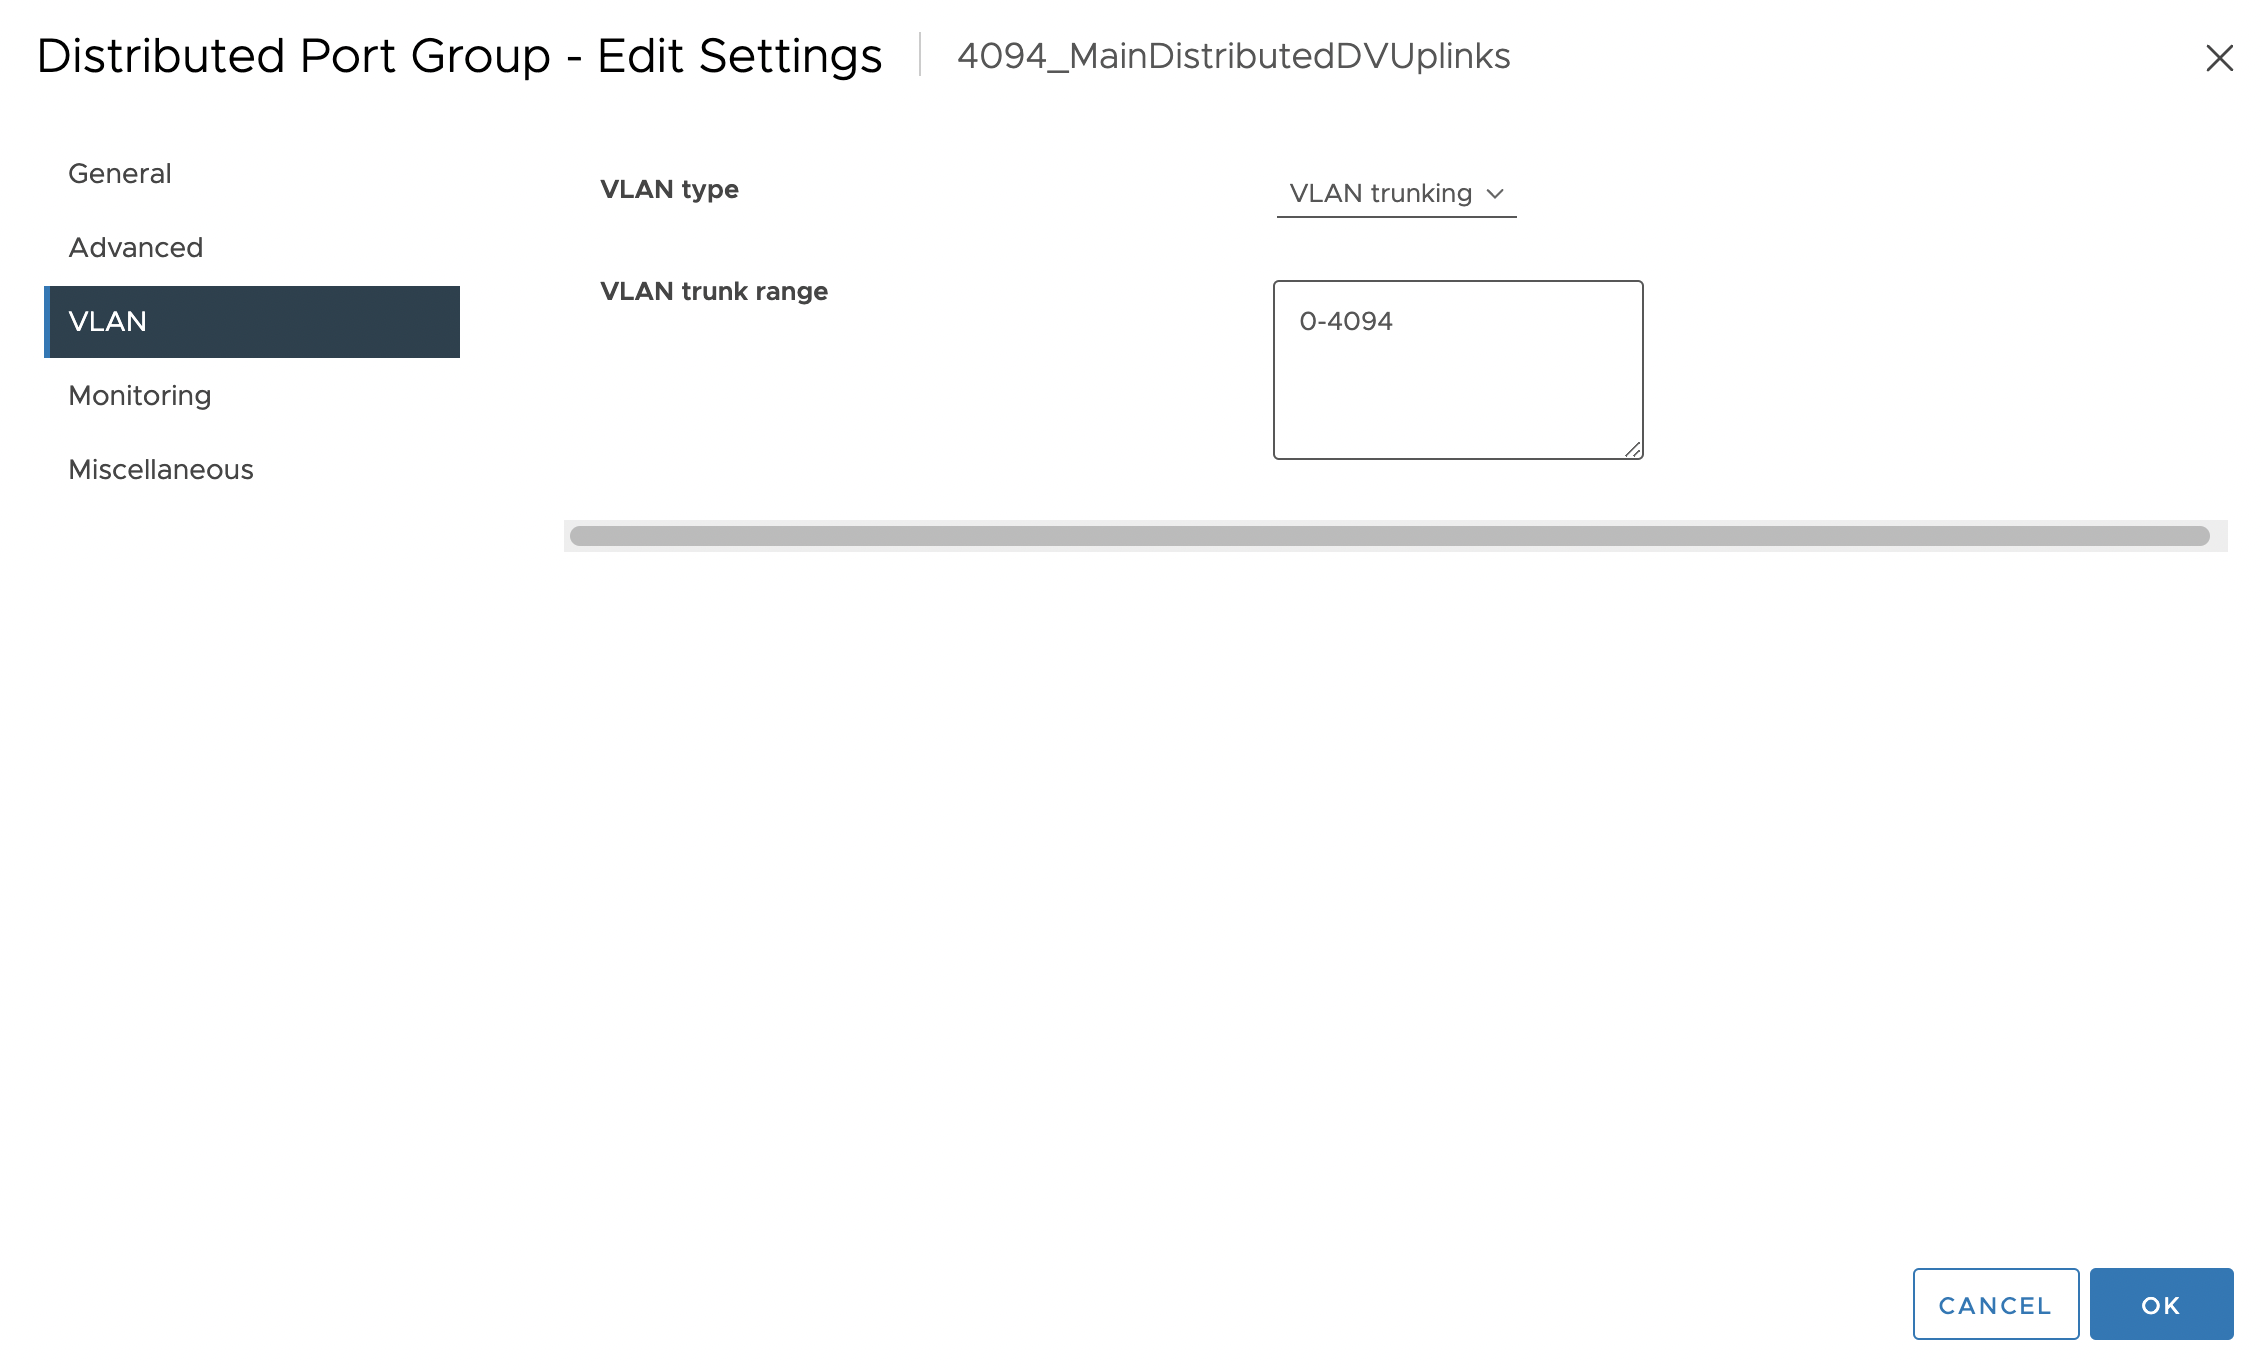 Distributed Port Group - Edit Settings
4094_MainDistributedDVUplinks
General
Advanced
VLAN
Monitoring
Miscellaneous
VLAN type
VLAN trunking
VLAN trunk range
0-4094
CANCEL
OK